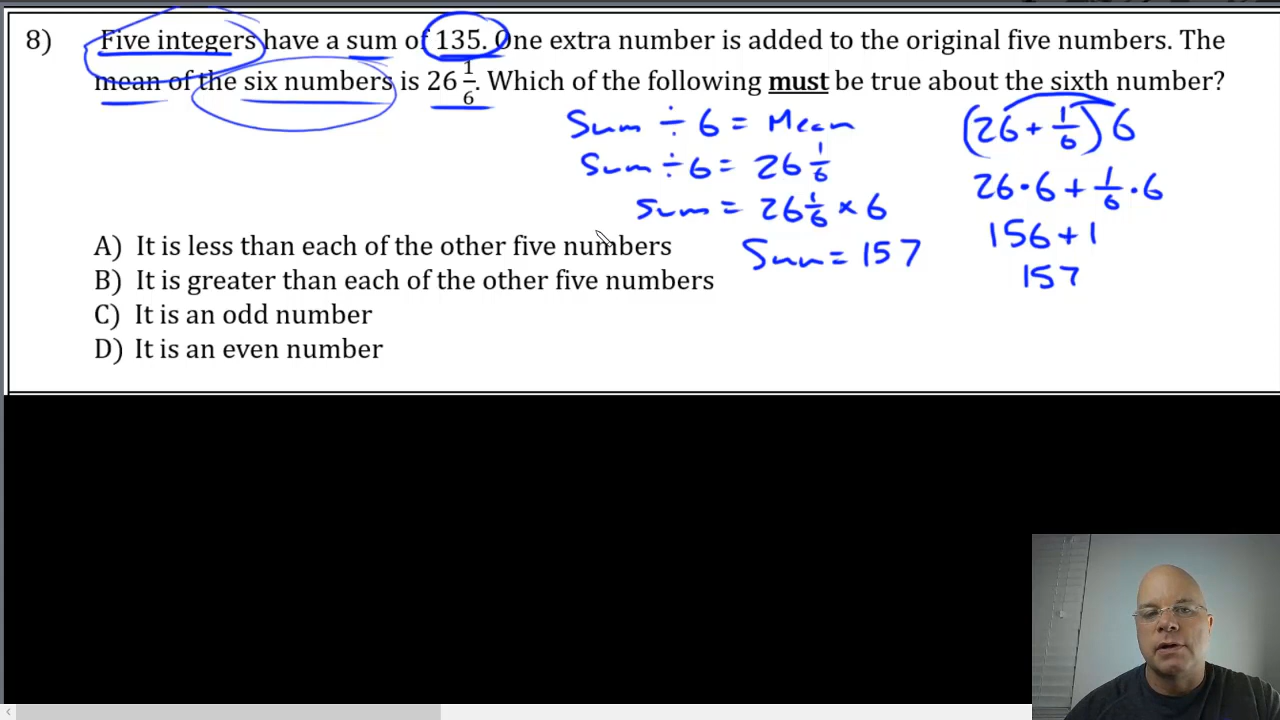 8) Five integers have a sum of 135. One extra number is added to the original five numbers. The
mean of the six numbers is 26 1/6. Which of the following must be true about the sixth number?
Sum ÷ 6 = Mean
Sum ÷ 6 = 26 1/6
Sum = 26 1/6 × 6
Sum = 157
(26 + 1/6) 6
26 • 6 + 1/6 • 6
156 + 1
157
A) It is less than each of the other five numbers
B) It is greater than each of the other five numbers
C) It is an odd number
D) It is an even number